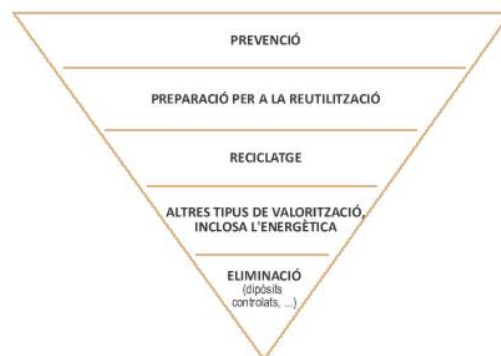 PREVENCIÓ
PREPARACIÓ PER A LA REUTILITZACIÓ
RECICLATGE
ALTRES TIPUS DE VALORITZACIÓ,
INCLOSA L'ENERGÈTICA
ELIMINACIÓ
(dipòsits
controlats, ...)